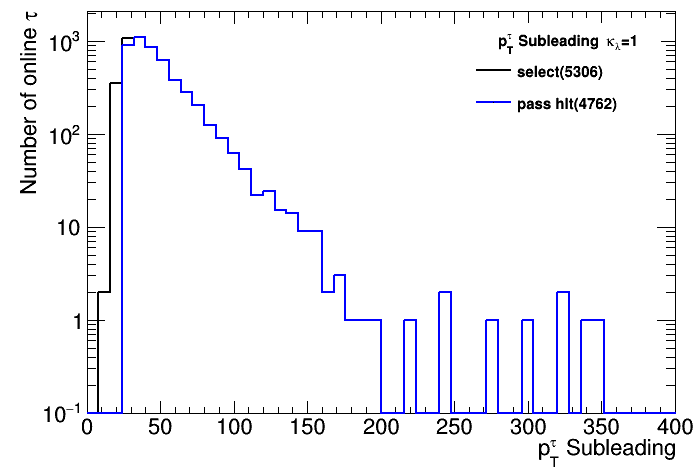 Number of online τ
10³
10²
10
1
10⁻¹
p_T^τ Subleading κ_λ=1
select(5306)
pass hlt(4762)
0 50 100 150 200 250 300 350 400
p_T^τ Subleading